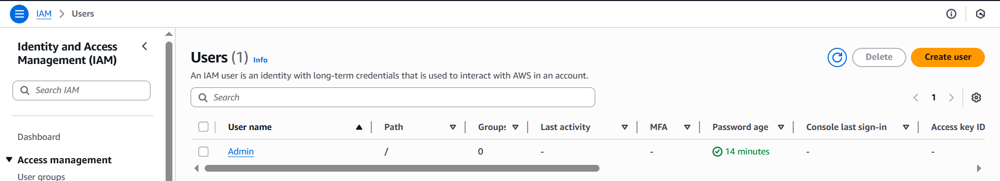 IAM > Users
Identity and Access
Management (IAM)
Search IAM
Dashboard
Access management
User groups
Users (1) Info
Delete
Create user
An IAM user is an identity with long-term credentials that is used to interact with AWS in an account.
Search
1
User name Path Groups Last activity MFA Password age Console last sign-in Access key ID
Admin / 0 - - 14 minutes - -